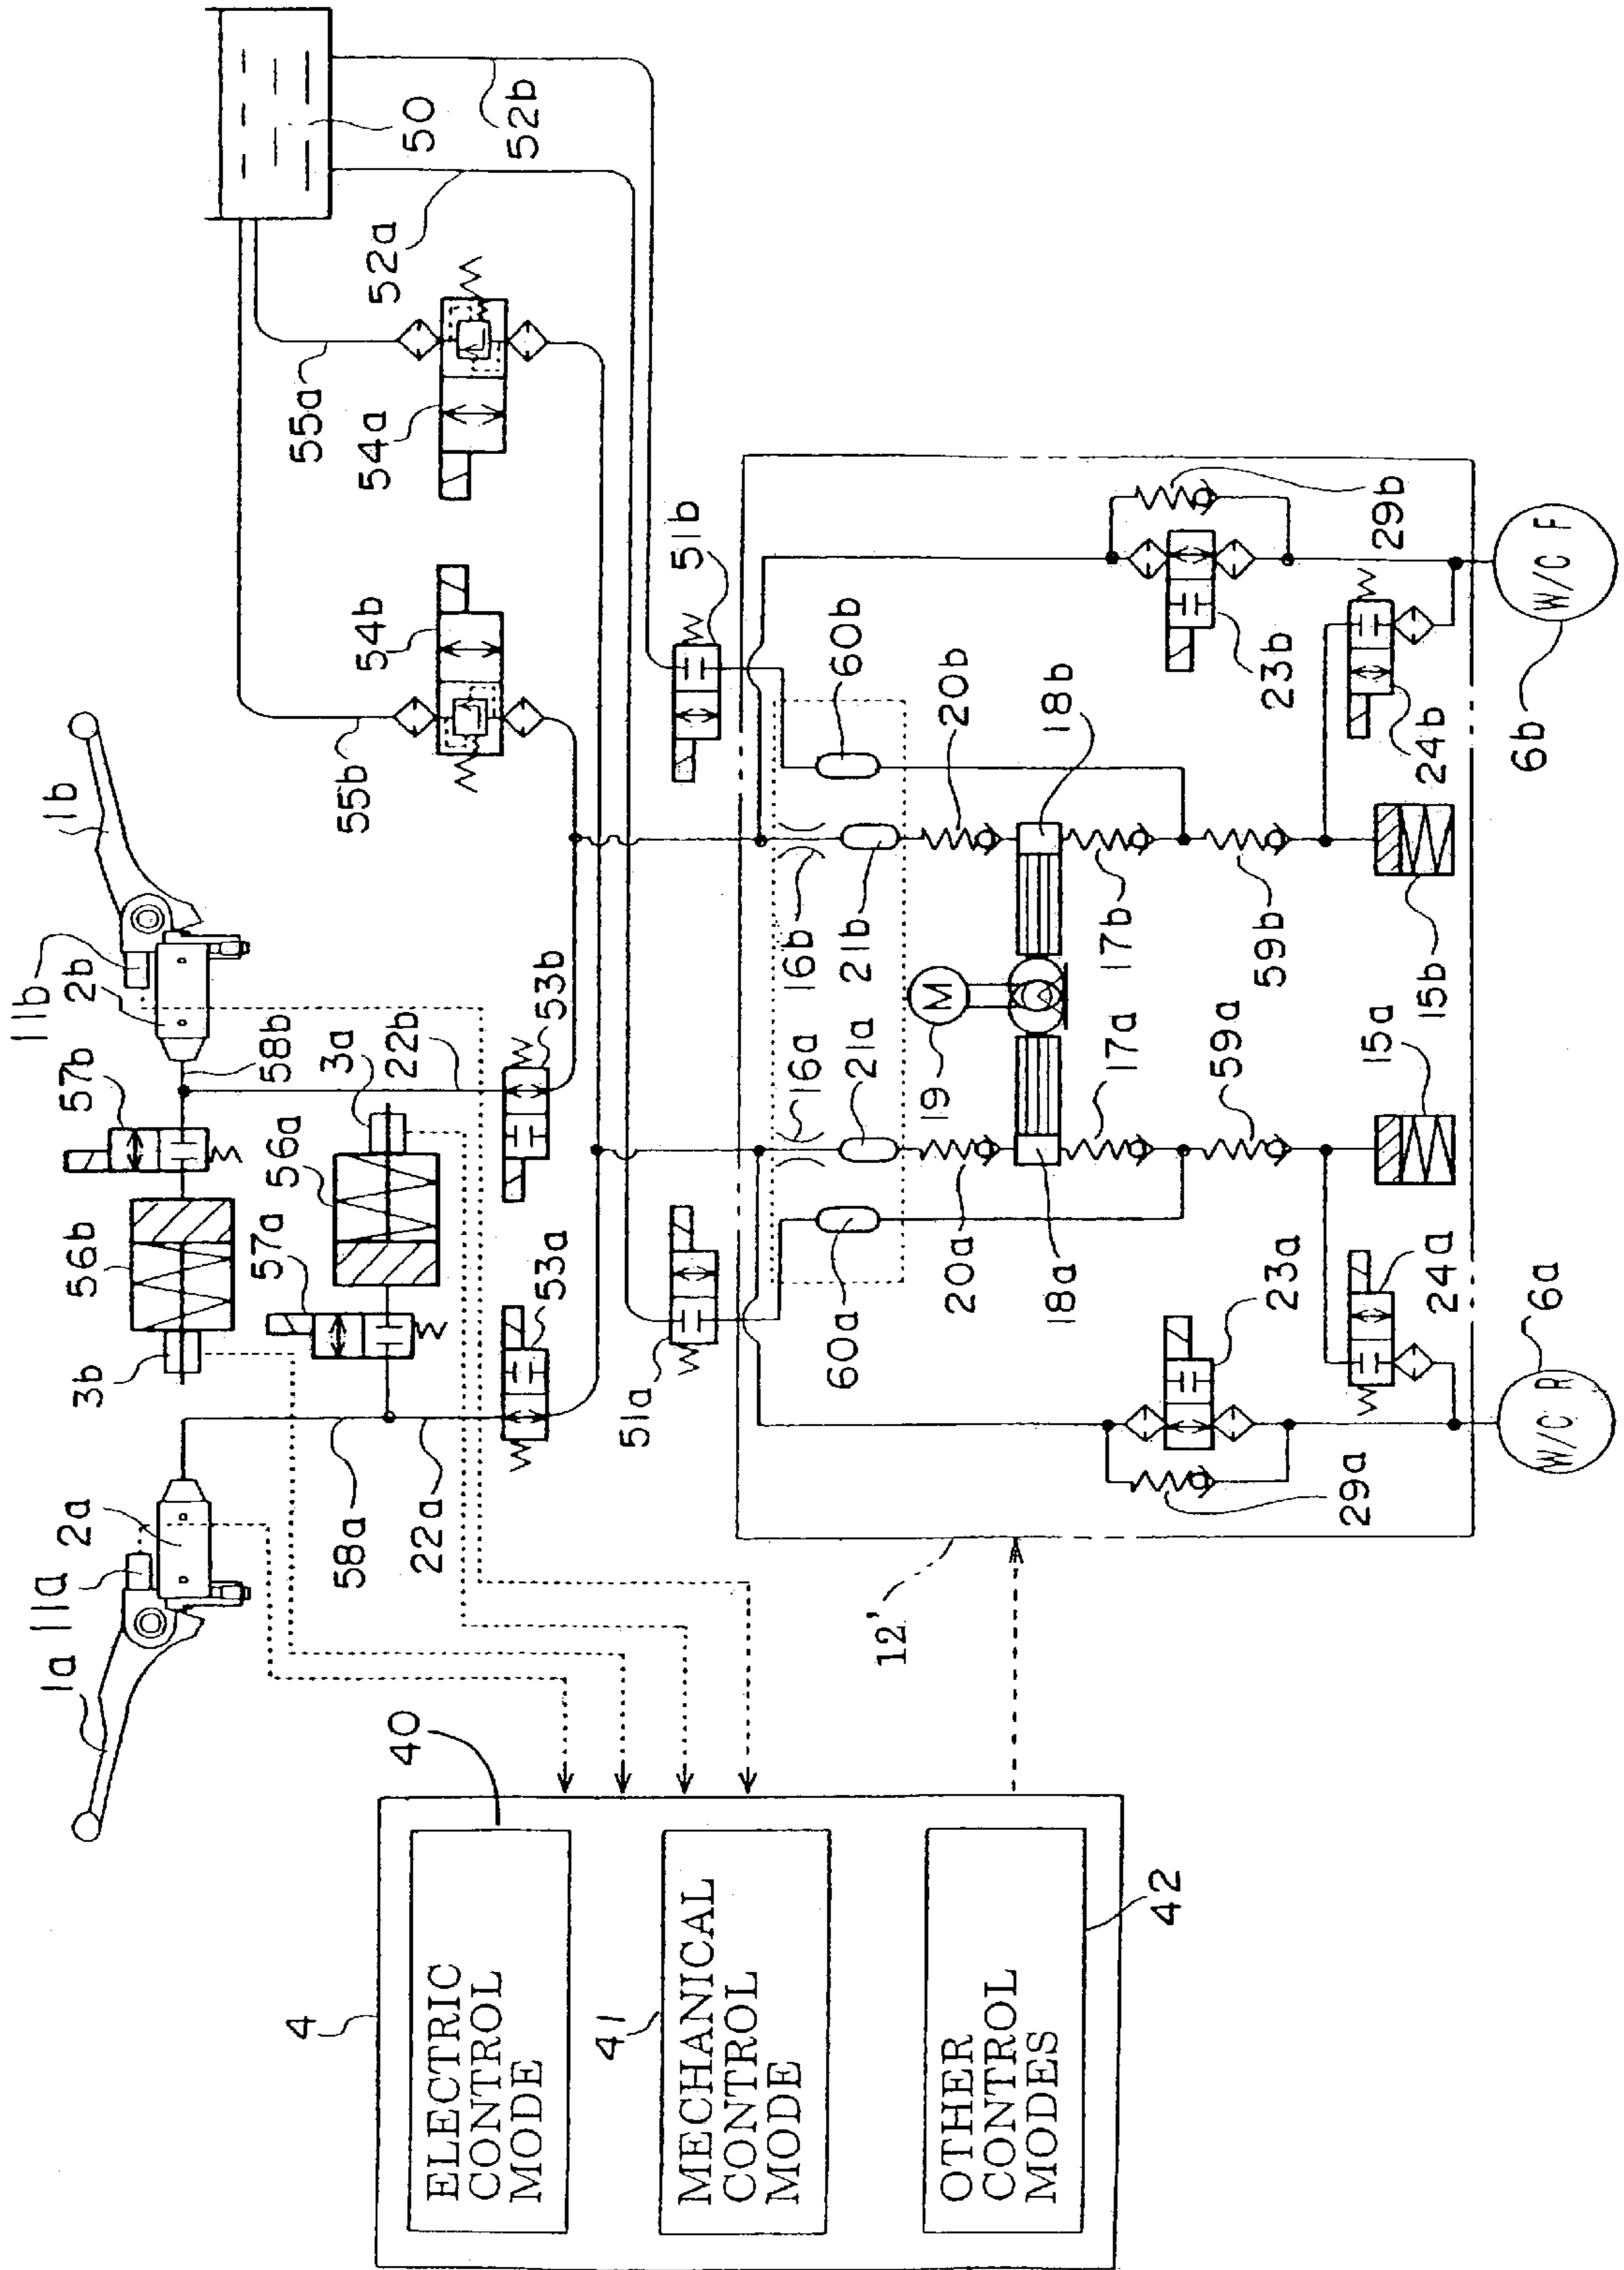 1a
11a
2a
58a
22a
3b
56b
57b
57a
56a
3a
22b
58b
2b
11b
1b
53a
53b
55b
54b
55a
54a
52a
50
52b
4
ELECTRIC
CONTROL
MODE
40
41
MECHANICAL
CONTROL
MODE
OTHER
CONTROL
MODES
42
12'
51a
51b
60a
60b
16a
16b
21a
21b
20a
20b
19
M
18a
18b
17a
17b
59a
59b
23a
23b
29a
29b
24a
24b
15a
15b
W/C R
6a
W/C F
6b